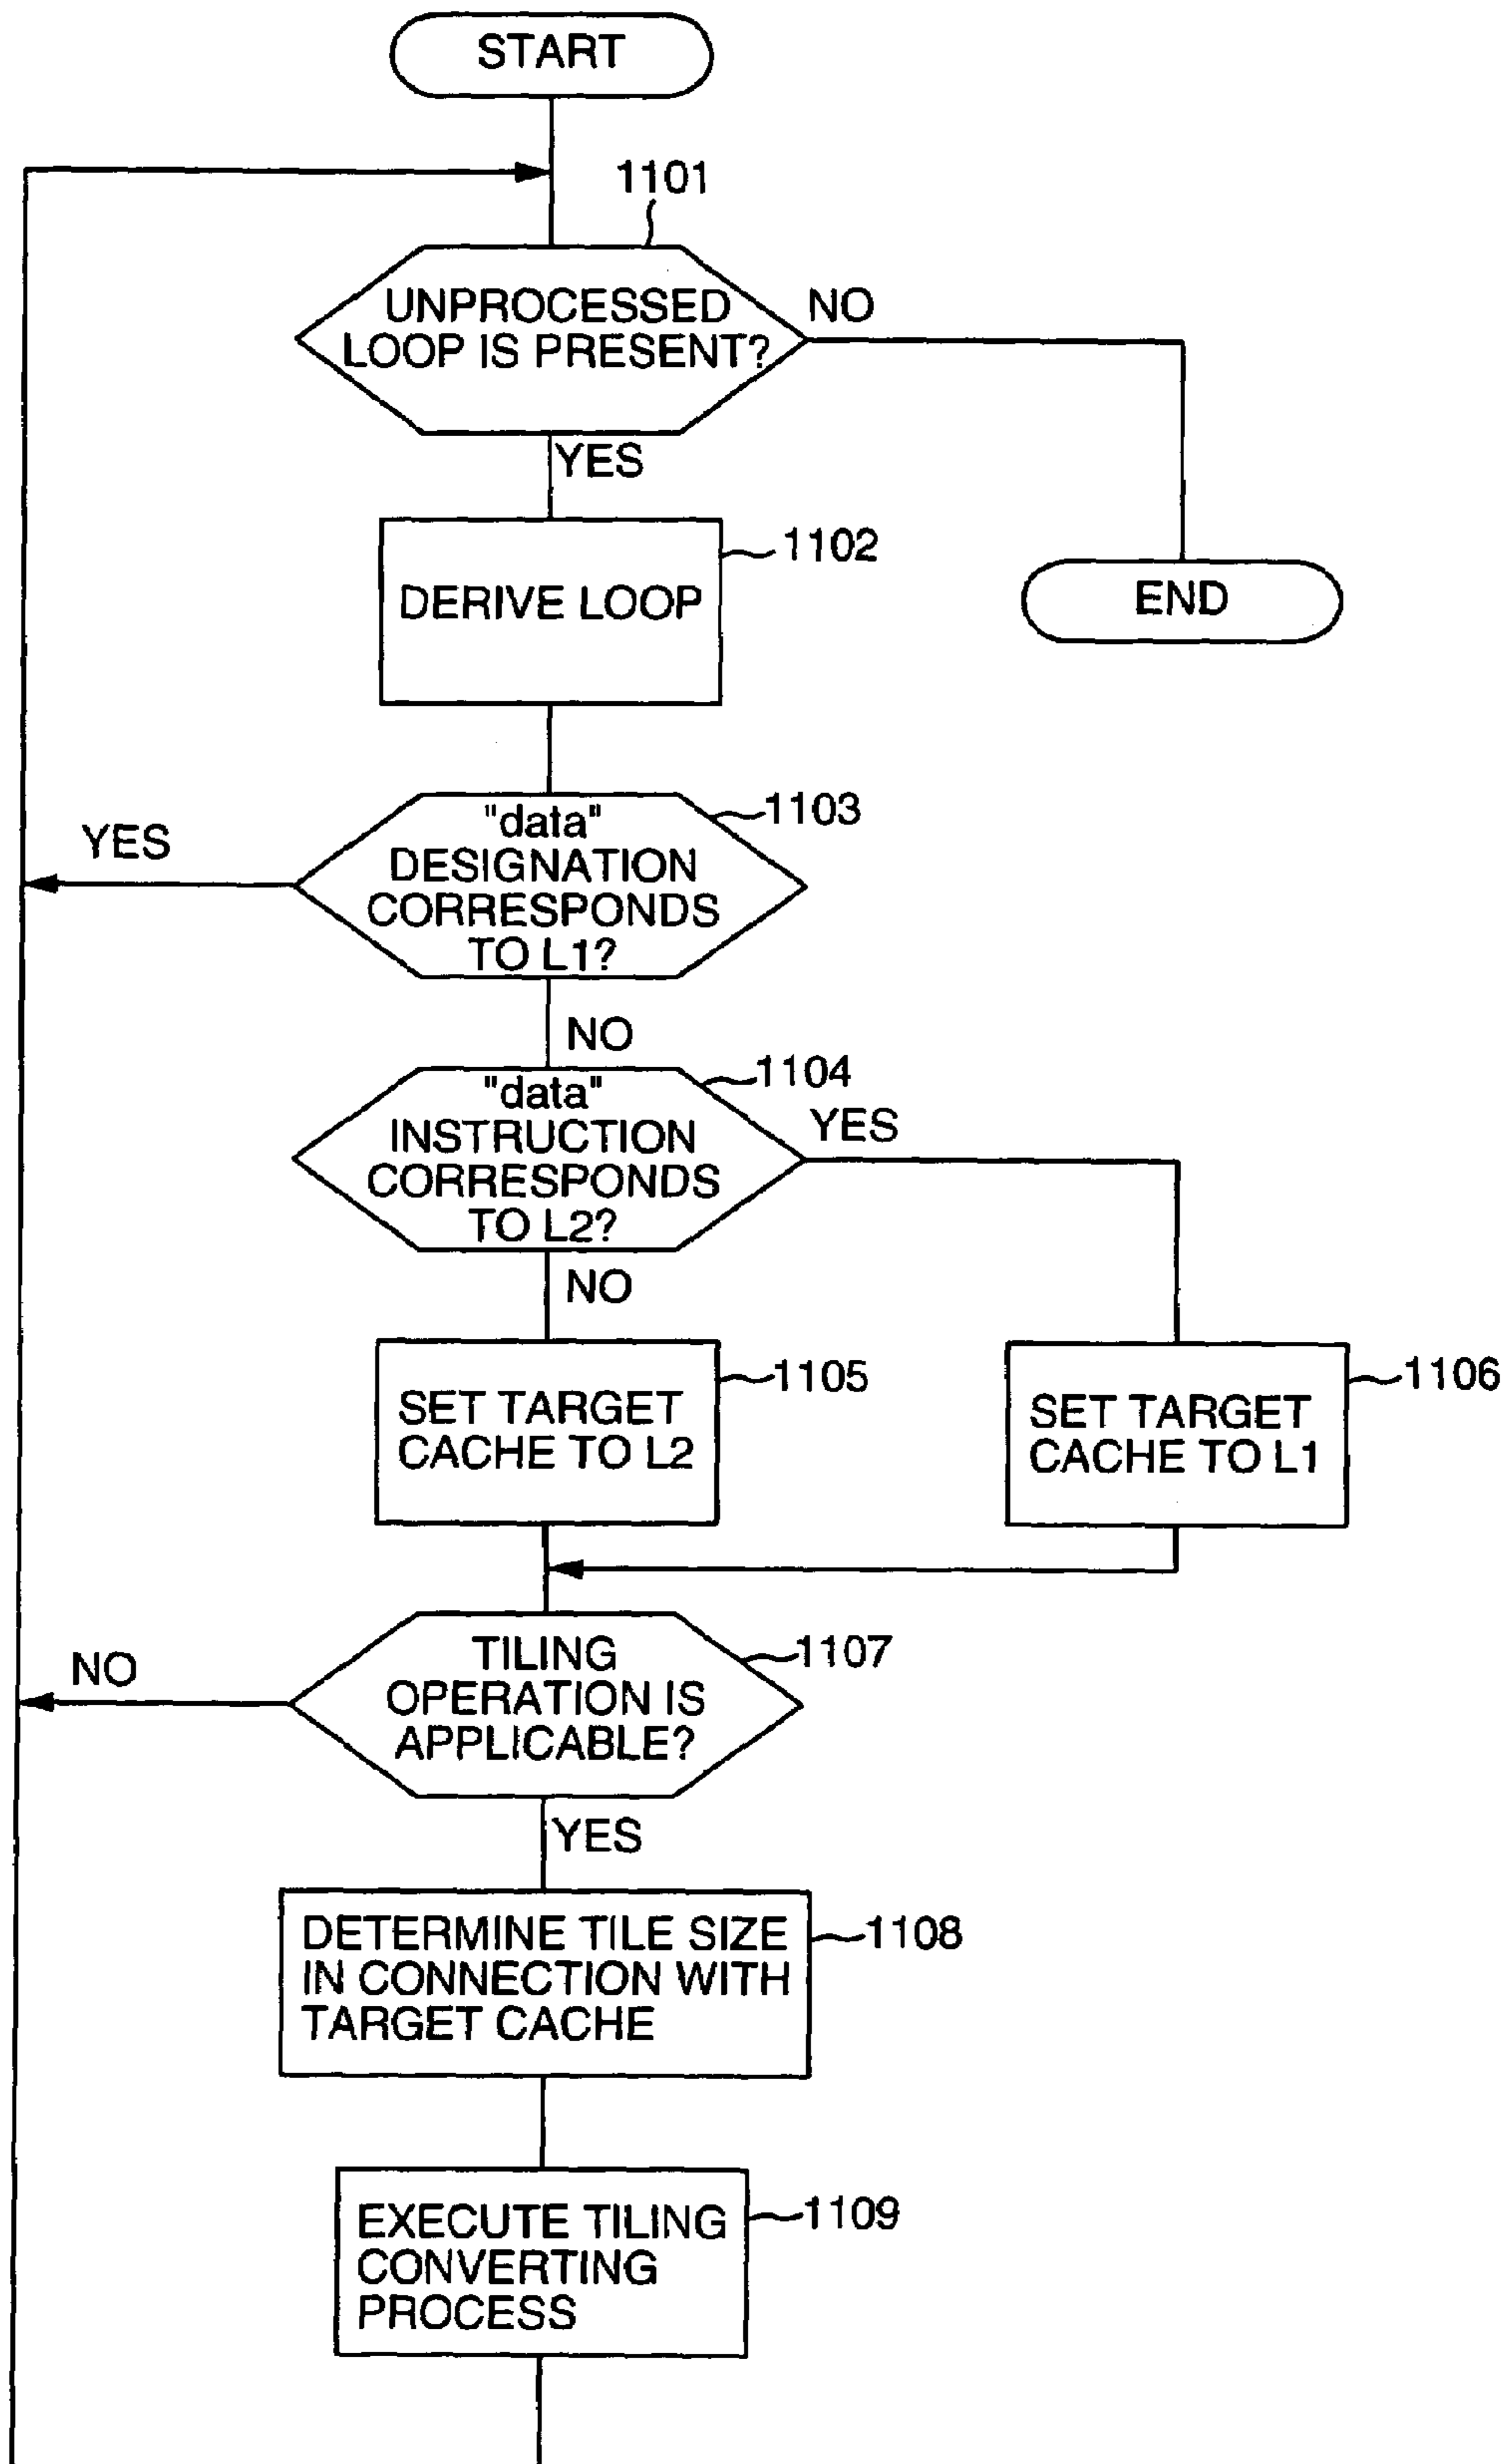 START
1101
UNPROCESSED
LOOP IS PRESENT?
NO
YES
1102
DERIVE LOOP
END
1103
"data"
DESIGNATION
CORRESPONDS
TO L1?
YES
NO
1104
"data"
INSTRUCTION
CORRESPONDS
TO L2?
YES
NO
1105
SET TARGET
CACHE TO L2
1106
SET TARGET
CACHE TO L1
1107
TILING
OPERATION IS
APPLICABLE?
NO
YES
1108
DETERMINE TILE SIZE
IN CONNECTION WITH
TARGET CACHE
1109
EXECUTE TILING
CONVERTING
PROCESS